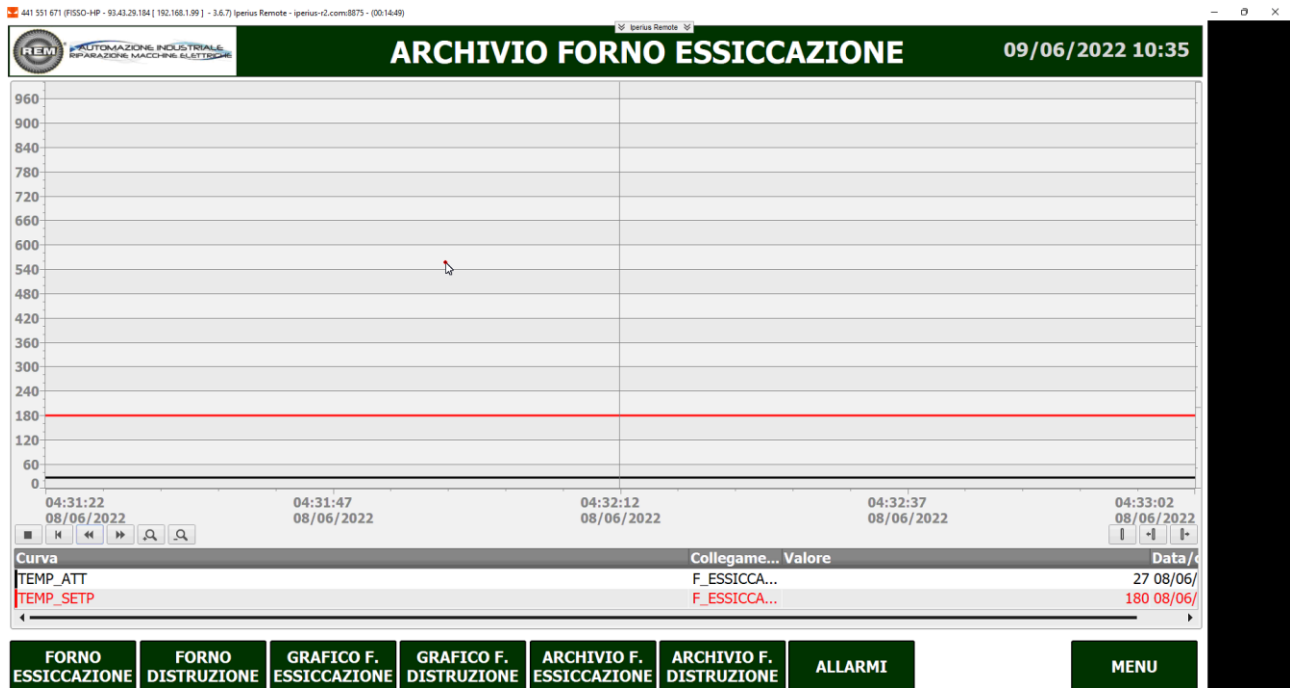 441 551 671 (FISSO-HP - 93.43.29.184 [ 192.168.1.99 ] - 3.6.7) Iperius Remote - iperius-r2.com:8875 - (00:14:49)
Iperius Remote
REM
AUTOMAZIONE INDUSTRIALE
RIPARAZIONE MACCHINE ELETTRICHE
ARCHIVIO FORNO ESSICCAZIONE
09/06/2022 10:35
960
900
840
780
720
660
600
540
480
420
360
300
240
180
120
60
0
04:31:22 04:31:47 04:32:12 04:32:37 04:33:02
08/06/2022 08/06/2022 08/06/2022 08/06/2022 08/06/2022
Curva Collegame... Valore Data/
TEMP_ATT F_ESSICCA... 27 08/06/
TEMP_SETP F_ESSICCA... 180 08/06/
FORNO ESSICCAZIONE
FORNO DISTRUZIONE
GRAFICO F. ESSICCAZIONE
GRAFICO F. DISTRUZIONE
ARCHIVIO F. ESSICCAZIONE
ARCHIVIO F. DISTRUZIONE
ALLARMI
MENU